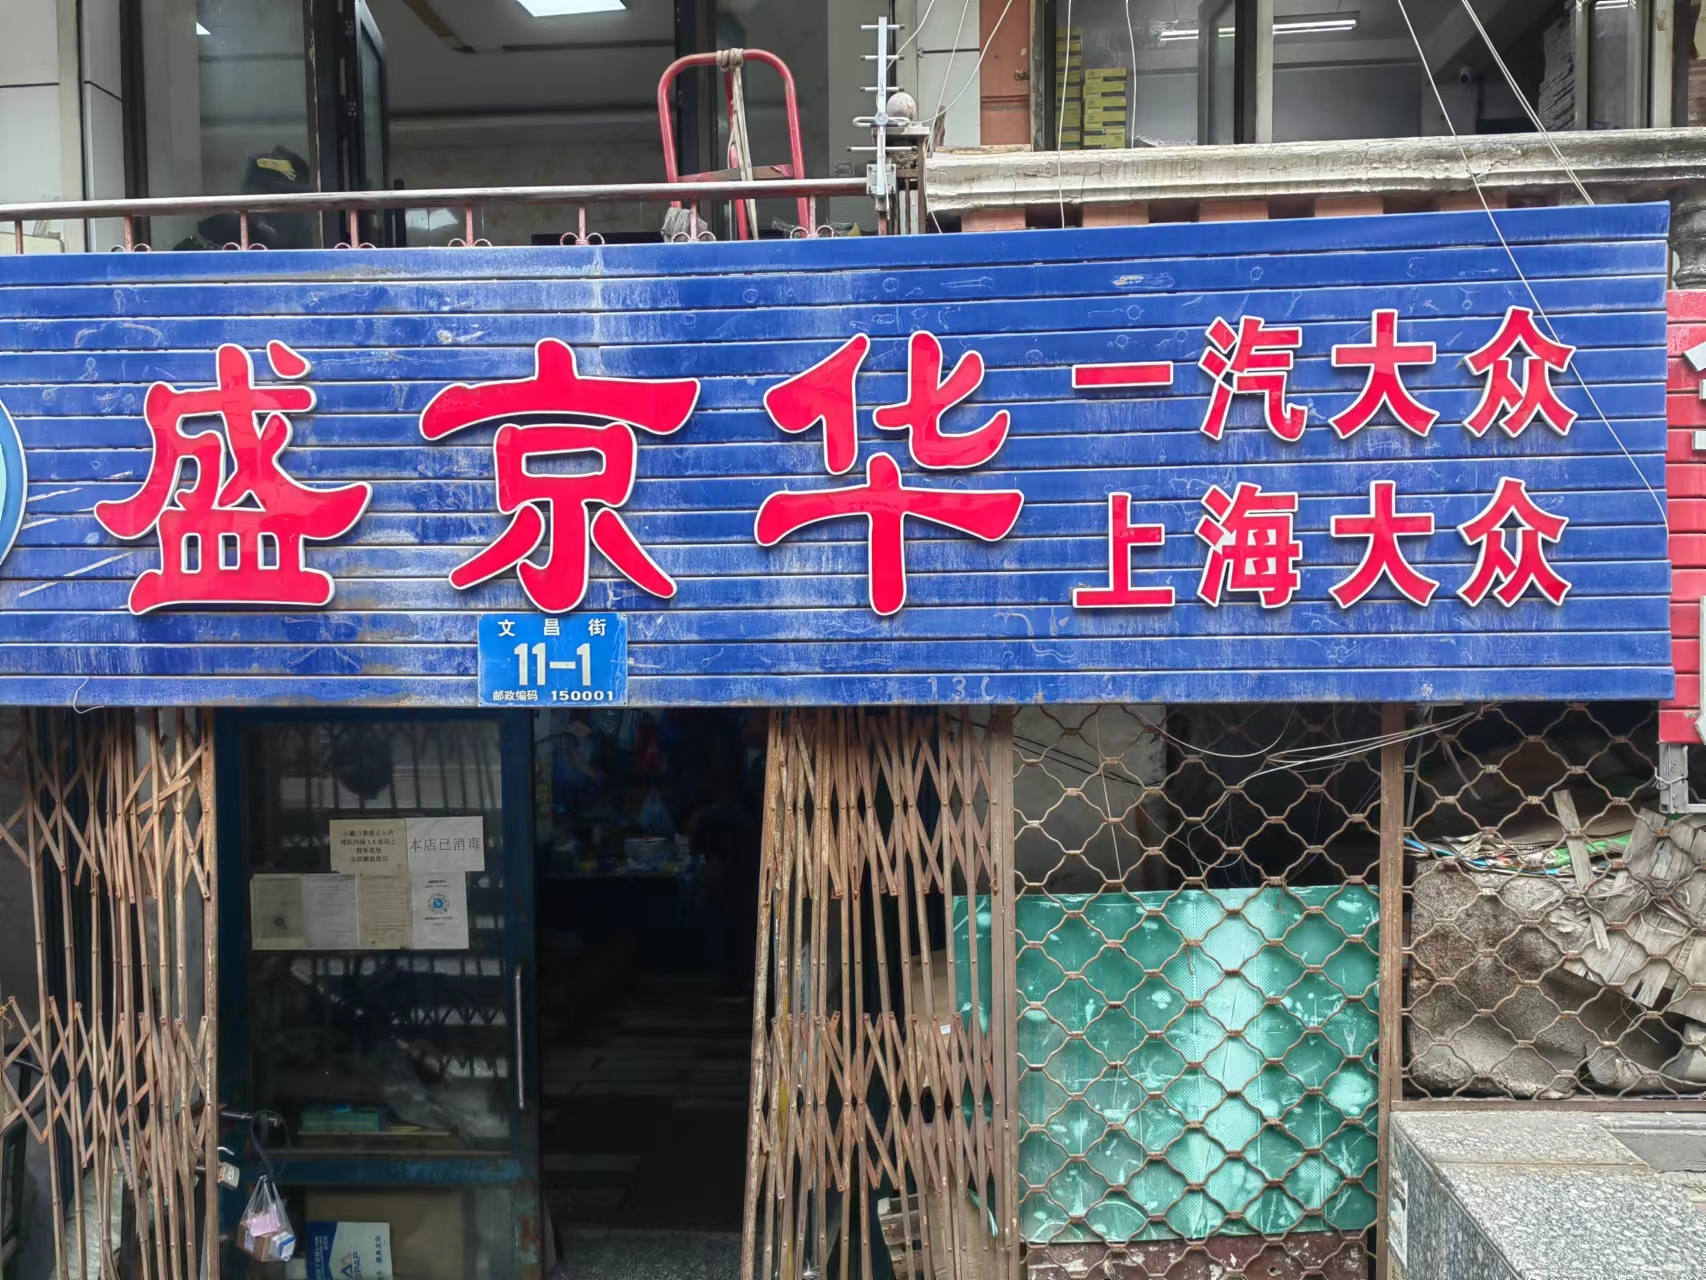 盛京华
一汽大众
上海大众
文昌街
11-1
邮政编码 150001
本店已消毒